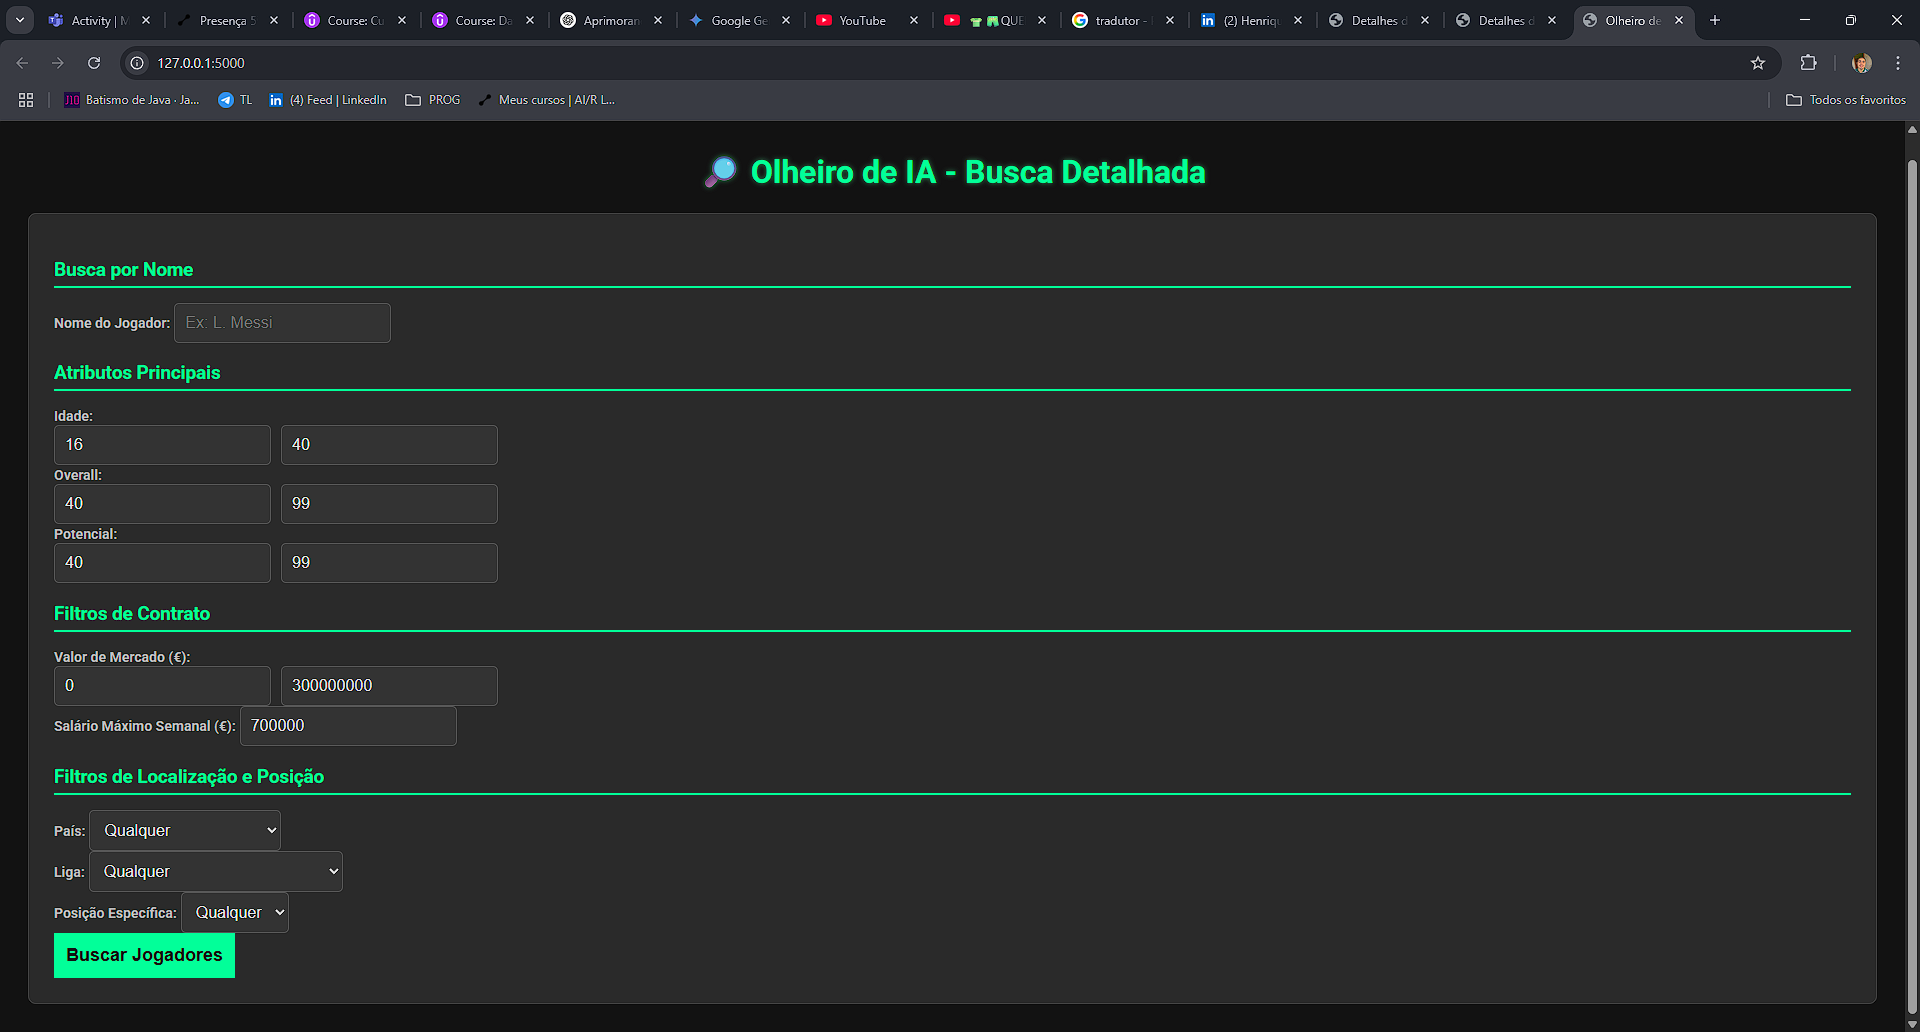 Activity | M
Presença 5
Course: Cu
Course: Da
Aprimoran
Google Ge
YouTube
QUE
tradutor -
(2) Henriq
Detalhes d
Detalhes d
Olheiro de
127.0.0.1:5000
Batismo de Java · Ja...
TL
(4) Feed | LinkedIn
PROG
Meus cursos | AI/R L...
Todos os favoritos
Olheiro de IA - Busca Detalhada
Busca por Nome
Nome do Jogador: Ex: L. Messi
Atributos Principais
Idade:
16 40
Overall:
40 99
Potencial:
40 99
Filtros de Contrato
Valor de Mercado (€):
0 300000000
Salário Máximo Semanal (€): 700000
Filtros de Localização e Posição
País: Qualquer
Liga: Qualquer
Posição Específica: Qualquer
Buscar Jogadores